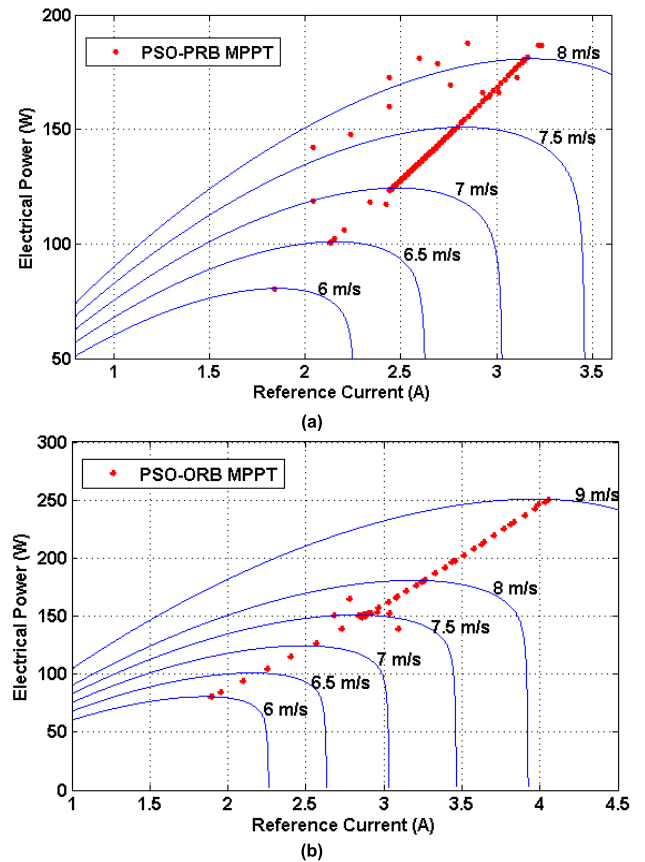 200
150
100
50
Electrical Power (W)
PSO-PRB MPPT
8 m/s
7.5 m/s
7 m/s
6.5 m/s
6 m/s
1
1.5
2
2.5
3
3.5
Reference Current (A)
(a)
300
250
200
150
100
50
0
Electrical Power (W)
PSO-ORB MPPT
9 m/s
8 m/s
7.5 m/s
7 m/s
6.5 m/s
6 m/s
1
1.5
2
2.5
3
3.5
4
4.5
Reference Current (A)
(b)